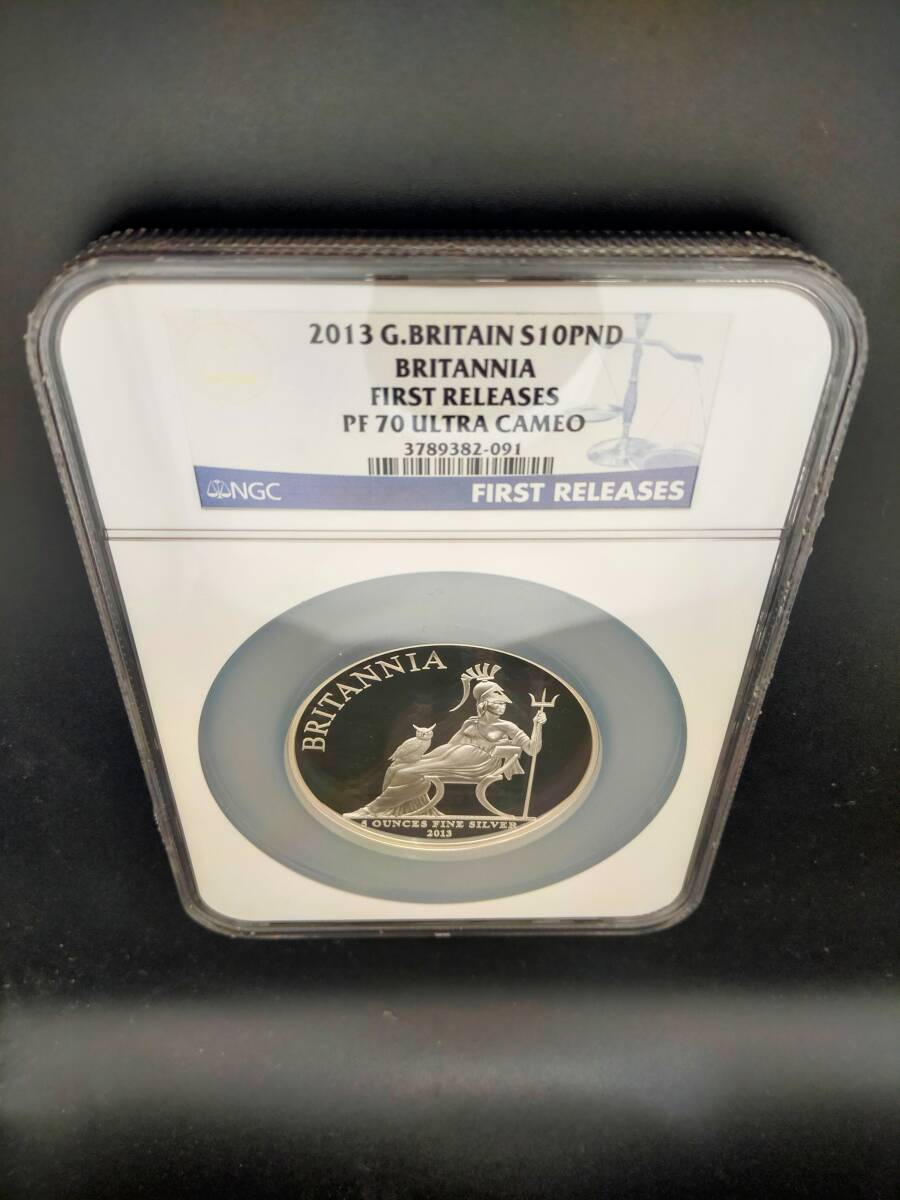 2013 G.BRITAIN S10PND
BRITANNIA
FIRST RELEASES
PF 70 ULTRA CAMEO
3789382-091
NGC
FIRST RELEASES
BRITANNIA
5 OUNCES FINE SILVER
2013